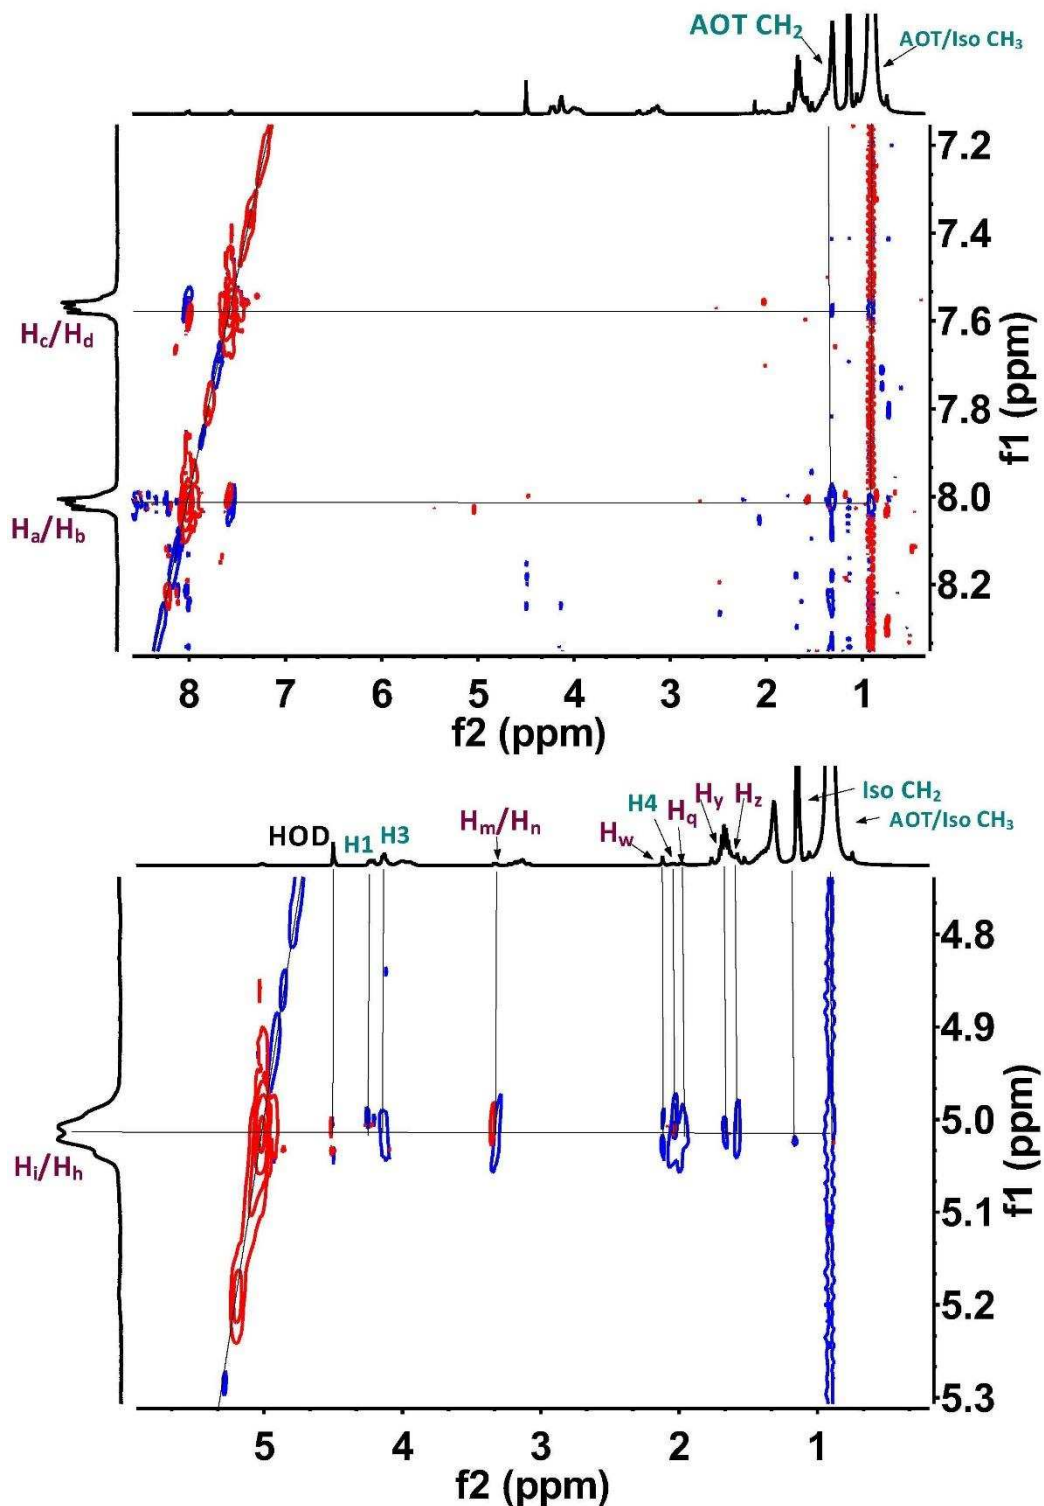 AOT CH₂
AOT/Iso CH₃
7.2
7.4
Hc/Hd
7.6
7.8
f1 (ppm)
Ha/Hb
8.0
8.2
8 7 6 5 4 3 2 1
f2 (ppm)
Iso CH₂
AOT/Iso CH₃
HOD H1 H3 Hm/Hn Hw H4 Hq Hy Hz
4.8
4.9
5.0
Hi/Hh
f1 (ppm)
5.1
5.2
5.3
5 4 3 2 1
f2 (ppm)